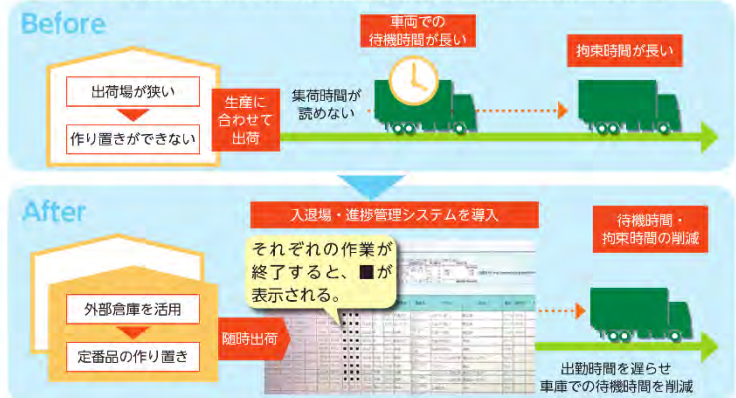 Before
車両での
待機時間が長い
拘束時間が長い
出荷場が狭い
作り置きができない
生産に
合わせて
出荷
集荷時間が
読めない
After
入退場・進捗管理システムを導入
待機時間・
拘束時間の削減
それぞれの作業が
終了すると、■が
表示される。
外部倉庫を活用
定番品の作り置き
随時出荷
出勤時間を遅らせ
車庫での待機時間を削減